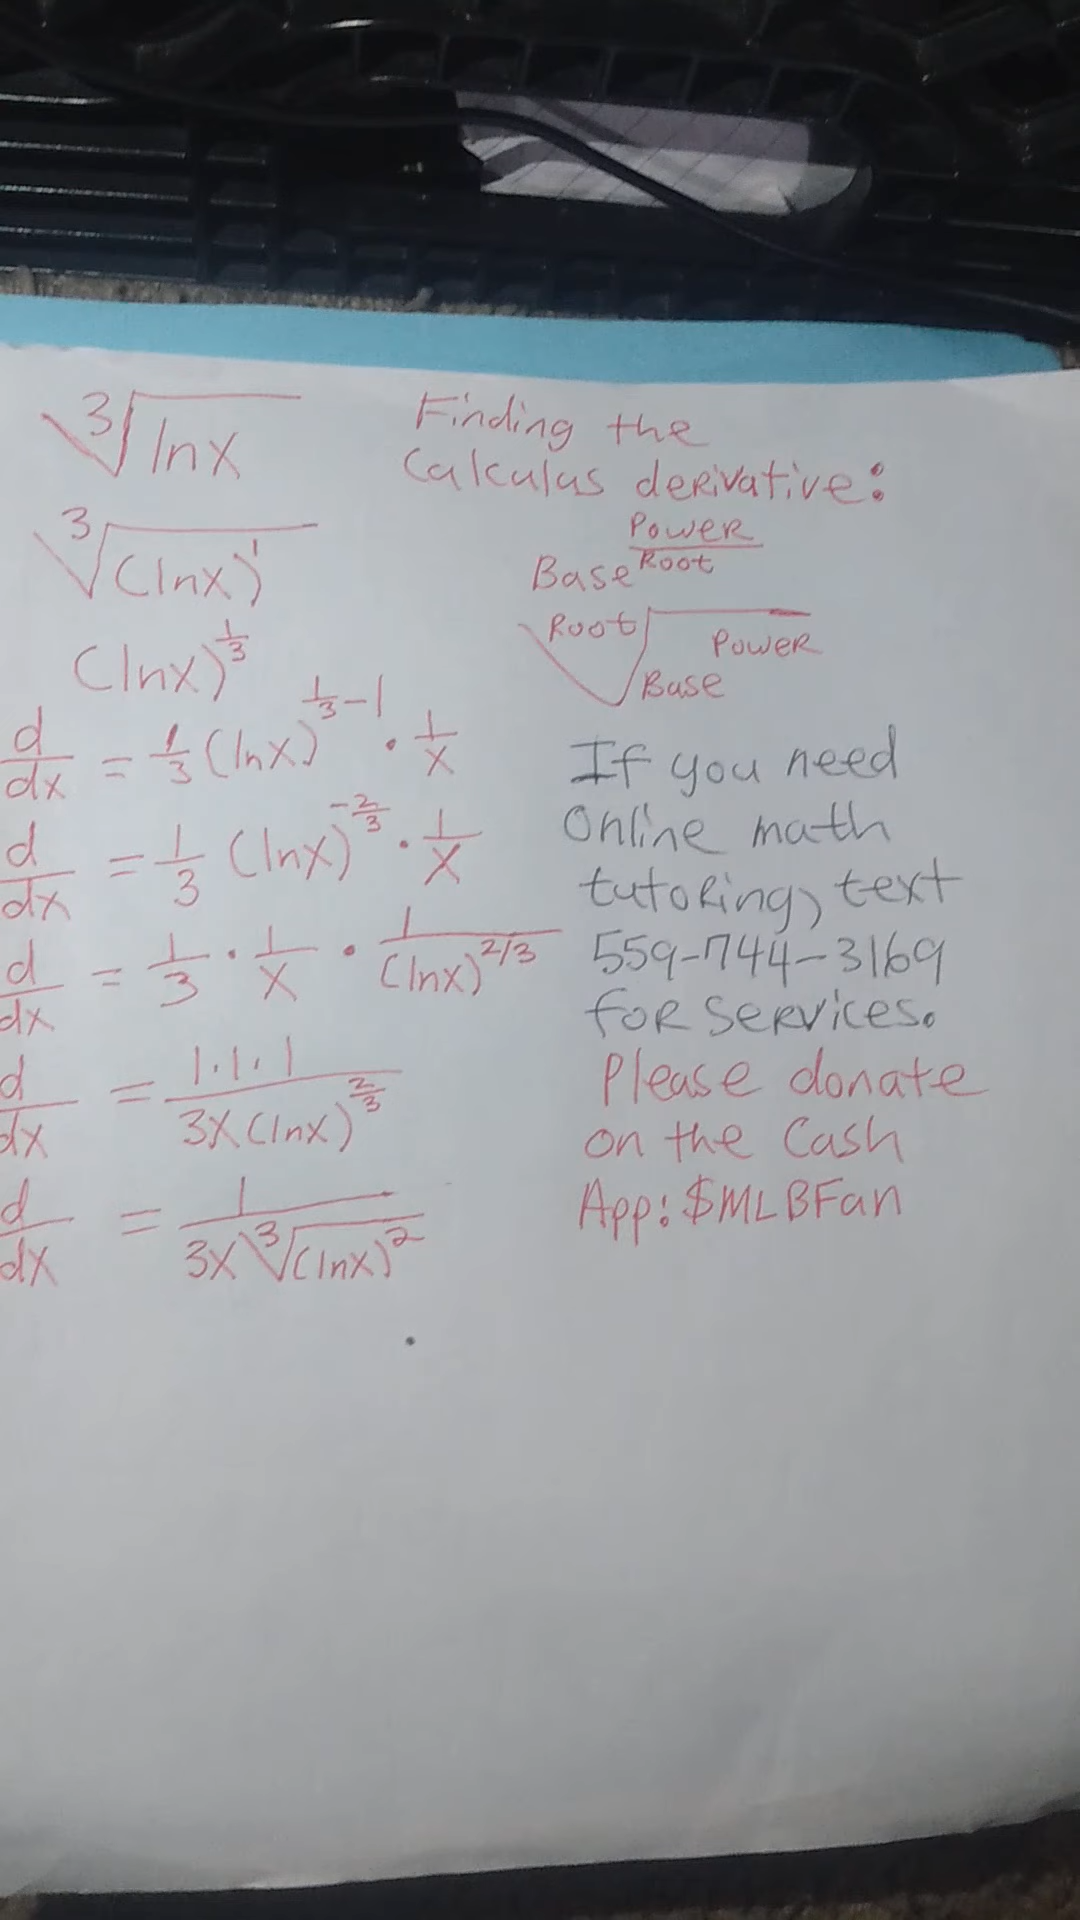 ∛lnx
∛(lnx)¹
(lnx)^1/3
d/dx = 1/3 (lnx)^1/3-1 · 1/x
d/dx = 1/3 (lnx)^-2/3 · 1/x
d/dx = 1/3 · 1/x · 1/(lnx)^2/3
d/dx = 1·1·1/3x(lnx)^2/3
d/dx = 1/3x∛(lnx)²
Finding the
Calculus derivative:
Base^Power/Root
Root√Base Power
If you need
Online math
tutoring, text
559-744-3169
for services.
Please donate
on the Cash
App: $MLBFan